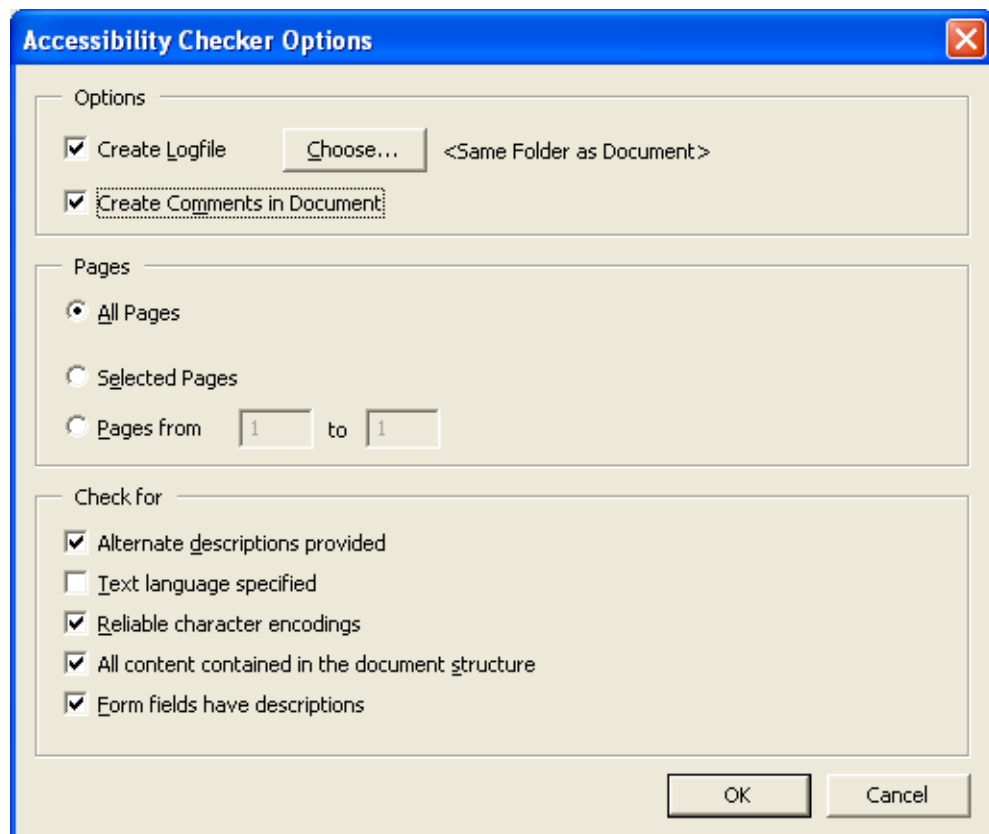 Accessibility Checker Options
Options
Create Logfile Choose... <Same Folder as Document>
Create Comments in Document
Pages
All Pages
Selected Pages
Pages from 1 to 1
Check for
Alternate descriptions provided
Text language specified
Reliable character encodings
All content contained in the document structure
Form fields have descriptions
OK Cancel